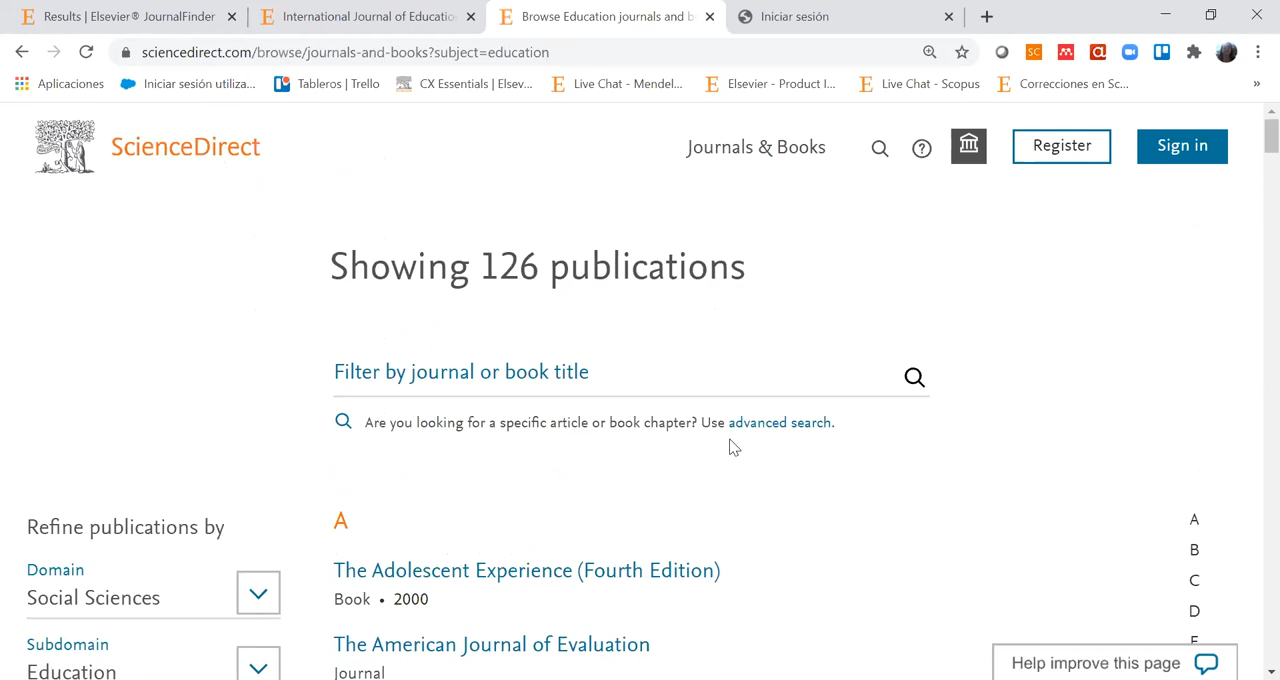 Results | Elsevier® JournalFinder
International Journal of Educatio
Browse Education journals and b
Iniciar sesión
sciencedirect.com/browse/journals-and-books?subject=education
Aplicaciones
Iniciar sesión utiliza...
Tableros | Trello
CX Essentials | Elsev...
Live Chat - Mendel...
Elsevier - Product I...
Live Chat - Scopus
Correcciones en Sc...
»
ScienceDirect
Journals & Books
Register
Sign in
Showing 126 publications
Filter by journal or book title
Are you looking for a specific article or book chapter? Use advanced search.
Refine publications by
Domain
Social Sciences
Subdomain
Education
A
The Adolescent Experience (Fourth Edition)
Book • 2000
The American Journal of Evaluation
Journal
A
B
C
D
E
Help improve this page